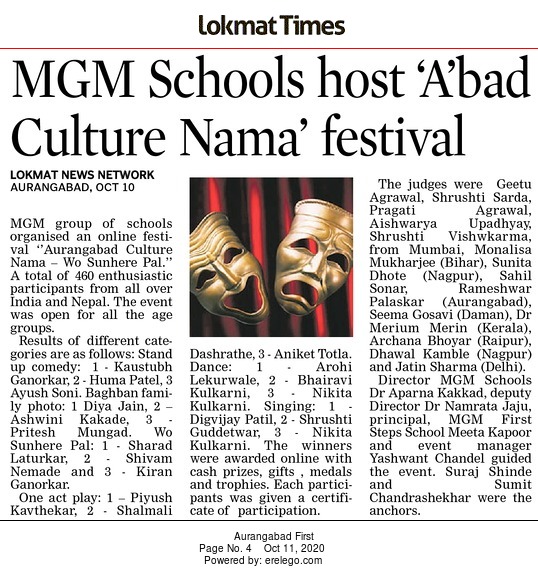 Lokmat Times
MGM Schools host ‘A’bad
Culture Nama’ festival
LOKMAT NEWS NETWORK
AURANGABAD, OCT 10
MGM group of schools
organised an online festi-
val ‘’Aurangabad Culture
Nama – Wo Sunhere Pal.”
A total of 460 enthusiastic
participants from all over
India and Nepal. The event
was open for all the age
groups.
Results of different cate-
gories are as follows: Stand
up comedy: 1 - Kaustubh
Ganorkar, 2 - Huma Patel, 3
Ayush Soni. Baghban fami-
ly photo: 1 Diya Jain, 2 –
Ashwini Kakade, 3 -
Pritesh Mungad. Wo
Sunhere Pal: 1 - Sharad
Laturkar, 2 - Shivam
Nemade and 3 - Kiran
Ganorkar.
One act play: 1 – Piyush
Kavthekar, 2 - Shalmali
Dashrathe, 3 - Aniket Totla.
Dance: 1 - Arohi
Lekurwale, 2 - Bhairavi
Kulkarni, 3 - Nikita
Kulkarni. Singing: 1 -
Digvijay Patil, 2 - Shrushti
Guddetwar, 3 - Nikita
Kulkarni. The winners
were awarded online with
cash prizes, gifts , medals
and trophies. Each partici-
pants was given a certifi-
cate of participation.
The judges were Geetu
Agrawal, Shrushti Sarda,
Pragati Agrawal,
Aishwarya Upadhyay,
Shrushti Vishwkarma,
from Mumbai, Monalisa
Mukharjee (Bihar), Sunita
Dhote (Nagpur), Sahil
Sonar, Rameshwar
Palaskar (Aurangabad),
Seema Gosavi (Daman), Dr
Merium Merin (Kerala),
Archana Bhoyar (Raipur),
Dhawal Kamble (Nagpur)
and Jatin Sharma (Delhi).
Director MGM Schools
Dr Aparna Kakkad, deputy
Director Dr Namrata Jaju,
principal, MGM First
Steps School Meeta Kapoor
and event manager
Yashwant Chandel guided
the event. Suraj Shinde
and Sumit
Chandrashekhar were the
anchors.
Aurangabad First
Page No. 4 Oct 11, 2020
Powered by: erelego.com